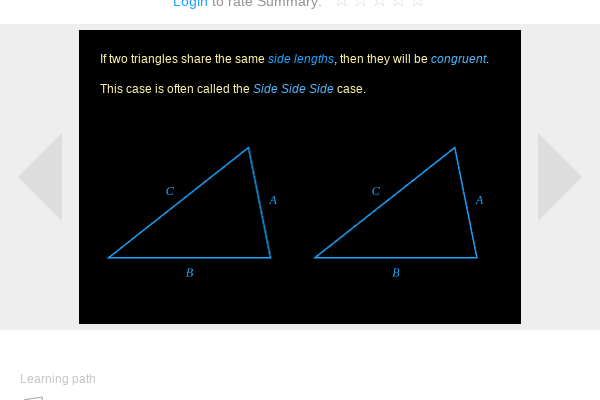 Login to rate Summary:
If two triangles share the same side lengths, then they will be congruent.
This case is often called the Side Side Side case.
C
A
B
C
A
B
Learning path